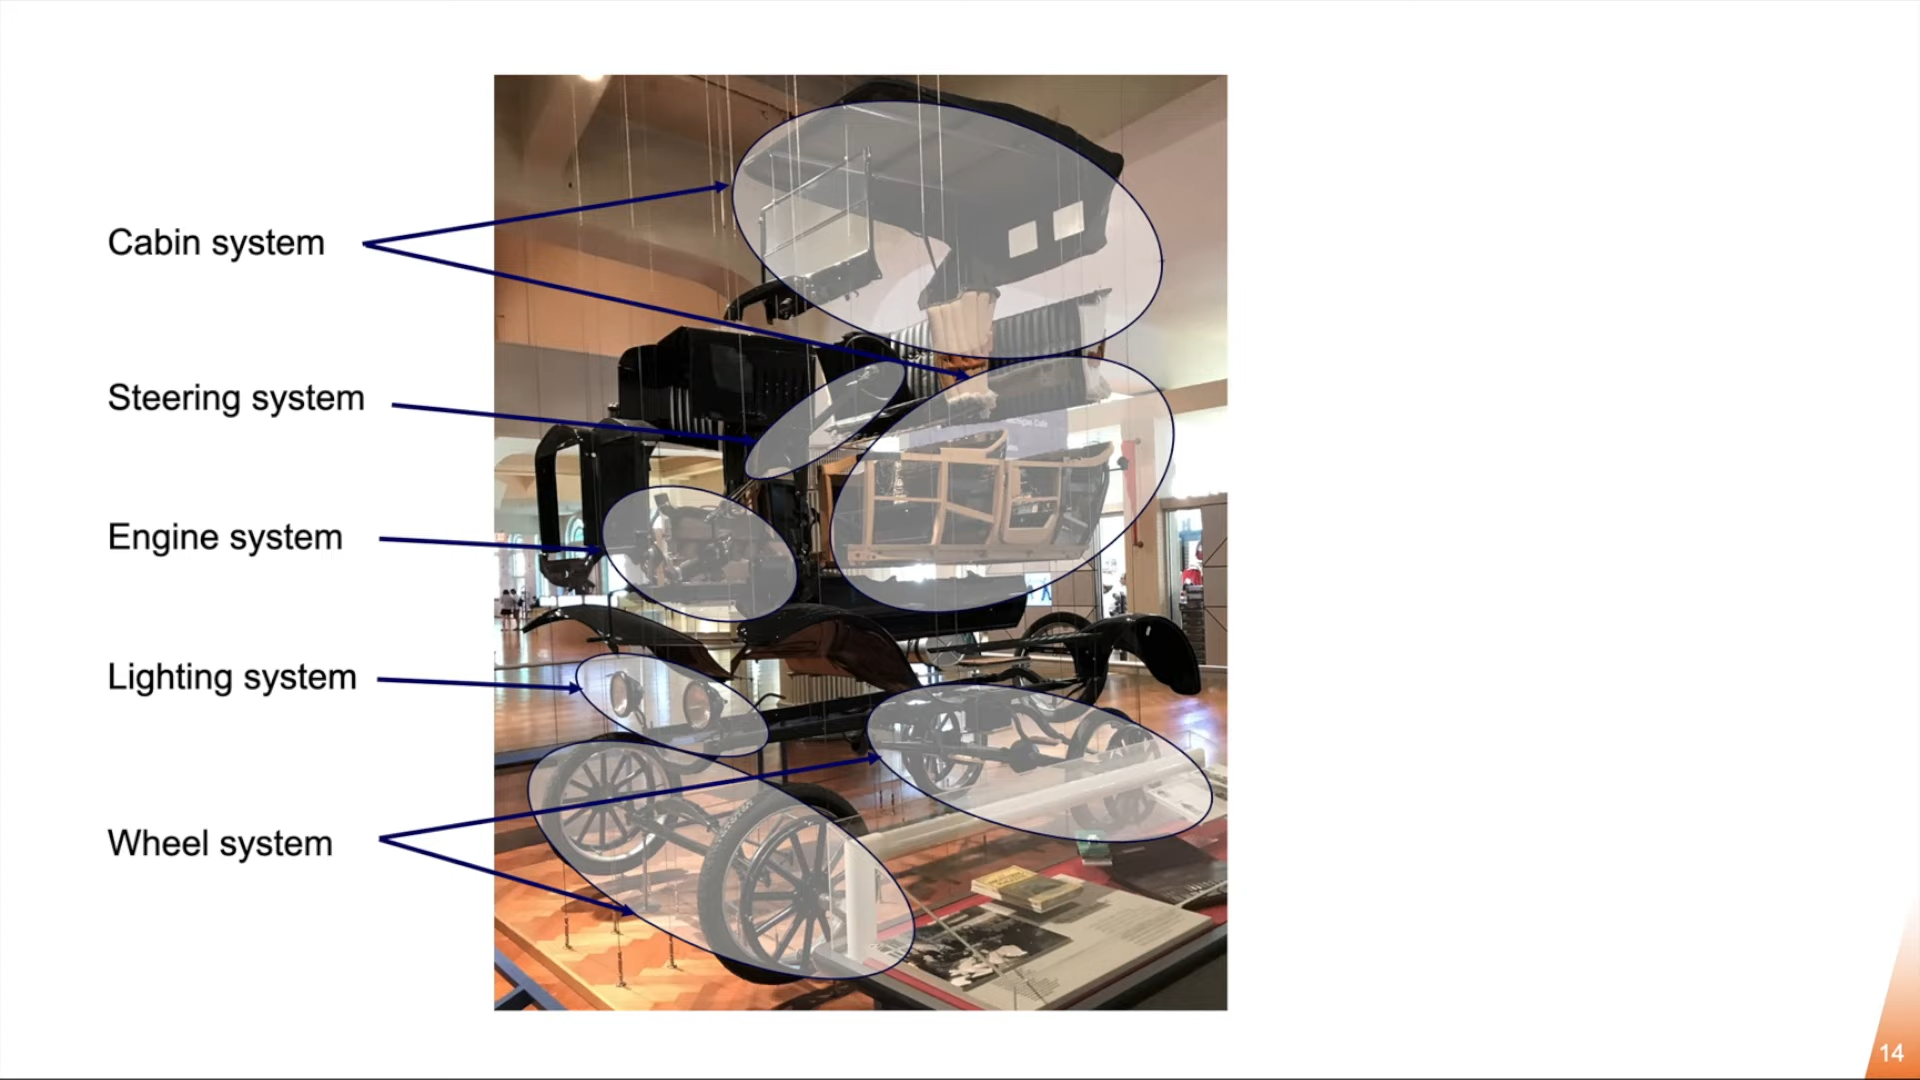 Cabin system
Steering system
Engine system
Lighting system
Wheel system
14